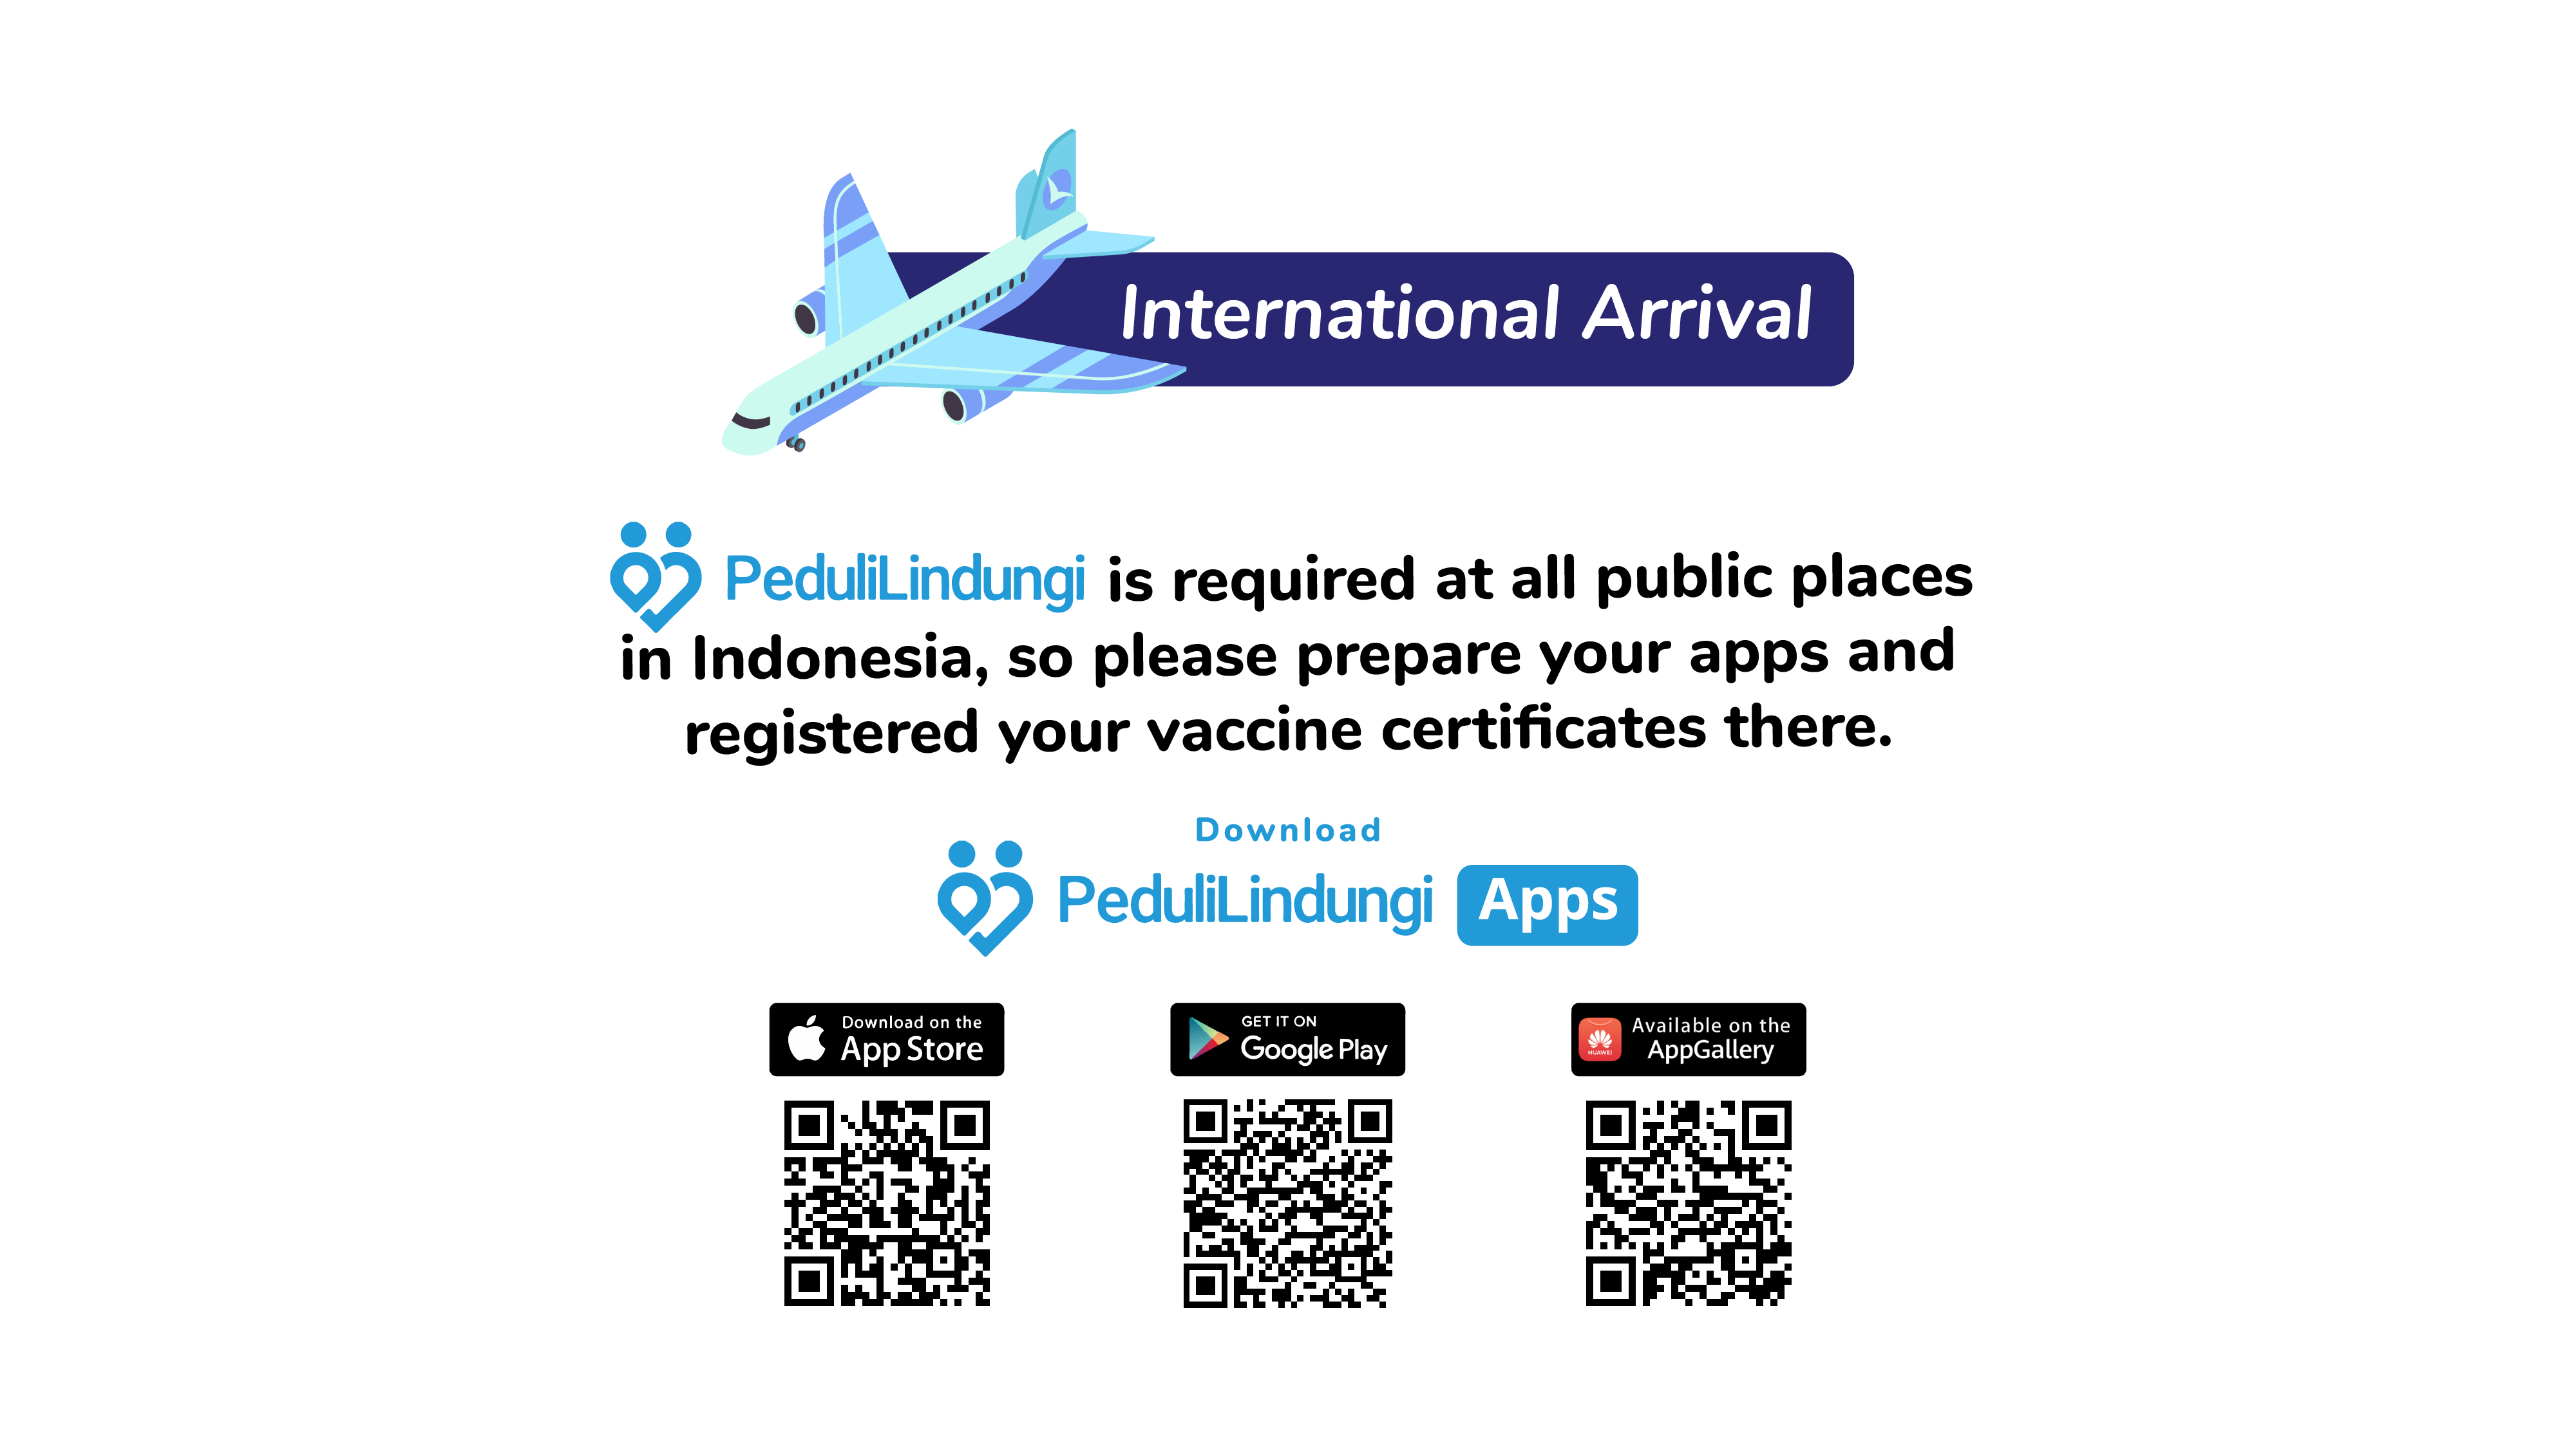 International Arrival
PeduliLindungi is required at all public places
in Indonesia, so please prepare your apps and
registered your vaccine certificates there.
Download
PeduliLindungi Apps
Download on the
App Store
GET IT ON
Google Play
HUAWEI
Available on the
AppGallery